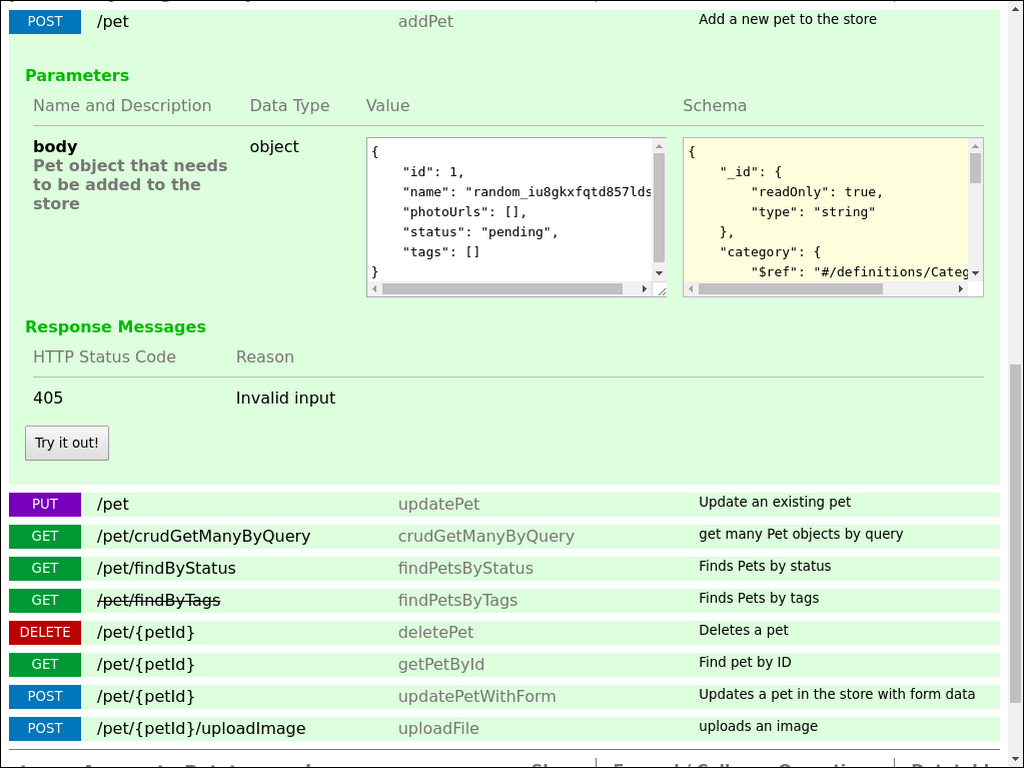 POST /pet addPet Add a new pet to the store
Parameters
Name and Description Data Type Value Schema
body object
Pet object that needs
to be added to the
store
{
"id": 1,
"name": "random_iu8gkxfqtd857lds
"photoUrls": [],
"status": "pending",
"tags": []
}
{
"_id": {
"readOnly": true,
"type": "string"
},
"category": {
"$ref": "#/definitions/Categ
Response Messages
HTTP Status Code Reason
405 Invalid input
Try it out!
PUT /pet updatePet Update an existing pet
GET /pet/crudGetManyByQuery crudGetManyByQuery get many Pet objects by query
GET /pet/findByStatus findPetsByStatus Finds Pets by status
GET /pet/findByTags findPetsByTags Finds Pets by tags
DELETE /pet/{petId} deletePet Deletes a pet
GET /pet/{petId} getPetById Find pet by ID
POST /pet/{petId} updatePetWithForm Updates a pet in the store with form data
POST /pet/{petId}/uploadImage uploadFile uploads an image